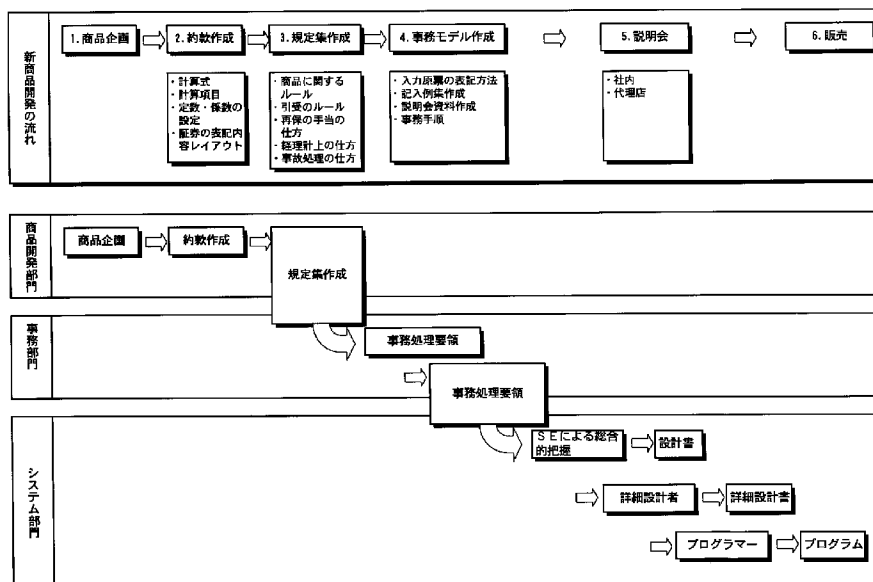 新商品開発の流れ
1.商品企画
2.約款作成
3.規定集作成
4.事務モデル作成
5.説明会
6.販売
・計算式
・計算項目
・定数・係数の
設定
・証券の表記内
容レイアウト
・商品に関する
ルール
・引受のルール
・再保の手当の
仕方
・経理計上の仕方
・事故処理の仕方
・入力原票の表記方法
・記入例集作成
・説明会資料作成
・事務手順
・社内
・代理店
商品開発部門
商品企画
約款作成
規定集作成
事務部門
事務処理要領
事務処理要領
システム部門
SEによる総合
的把握
設計書
詳細設計者
詳細設計書
プログラマー
プログラム